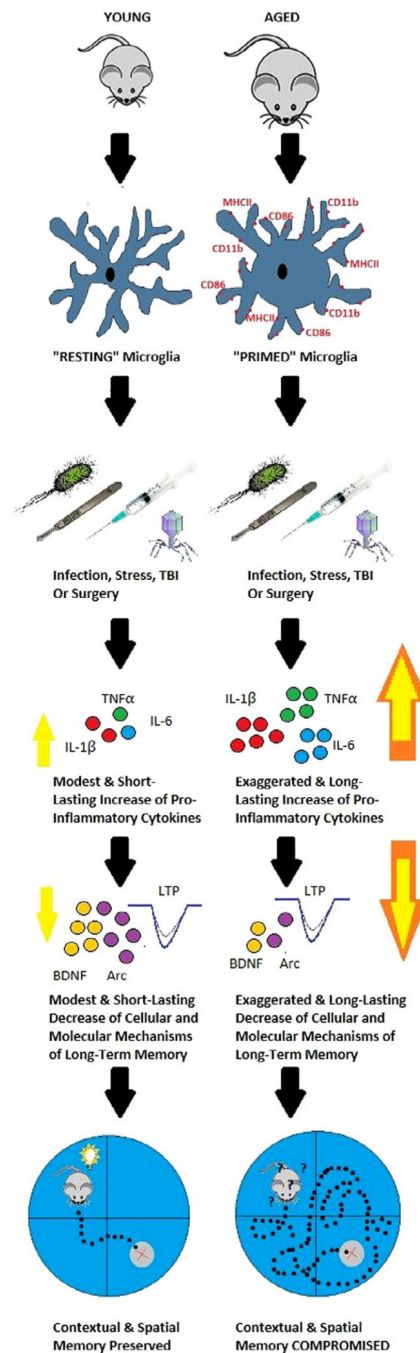 YOUNG
AGED
MHCII
CD86
CD11b
CD11b
MHCII
CD86
MHCII
CD11b
CD86
"RESTING" Microglia
"PRIMED" Microglia
Infection, Stress, TBI
Or Surgery
Infection, Stress, TBI
Or Surgery
TNFα
IL-6
IL-1β
Modest & Short-
Lasting Increase of Pro-
Inflammatory Cytokines
IL-1β
TNFα
IL-6
Exaggerated & Long-
Lasting Increase of Pro-
Inflammatory Cytokines
LTP
BDNF
Arc
Modest & Short-Lasting
Decrease of Cellular and
Molecular Mechanisms
of Long-Term Memory
LTP
BDNF
Arc
Exaggerated & Long-Lasting
Decrease of Cellular and
Molecular Mechanisms of
Long-Term Memory
? ? ? ?
Contextual & Spatial
Memory Preserved
Contextual & Spatial
Memory COMPROMISED